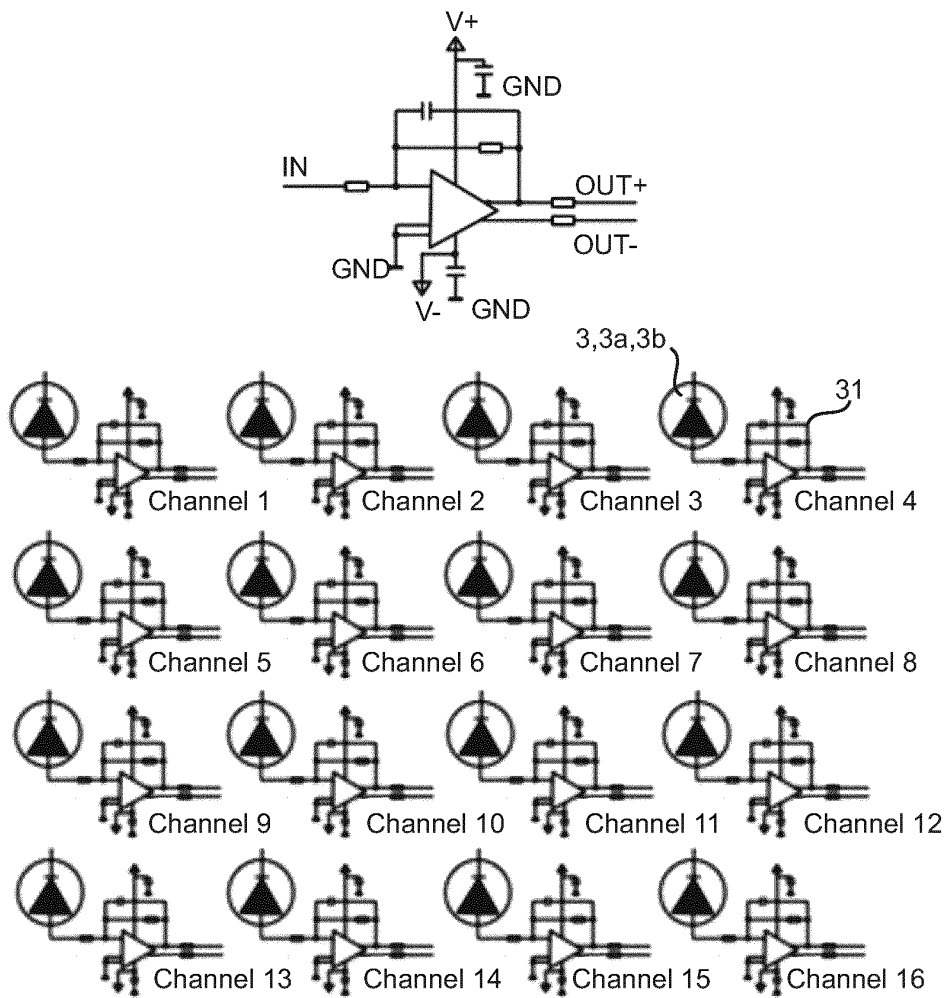 V+
GND
IN
OUT+
OUT-
GND
V-
GND
3,3a,3b
31
Channel 1
Channel 2
Channel 3
Channel 4
Channel 5
Channel 6
Channel 7
Channel 8
Channel 9
Channel 10
Channel 11
Channel 12
Channel 13
Channel 14
Channel 15
Channel 16